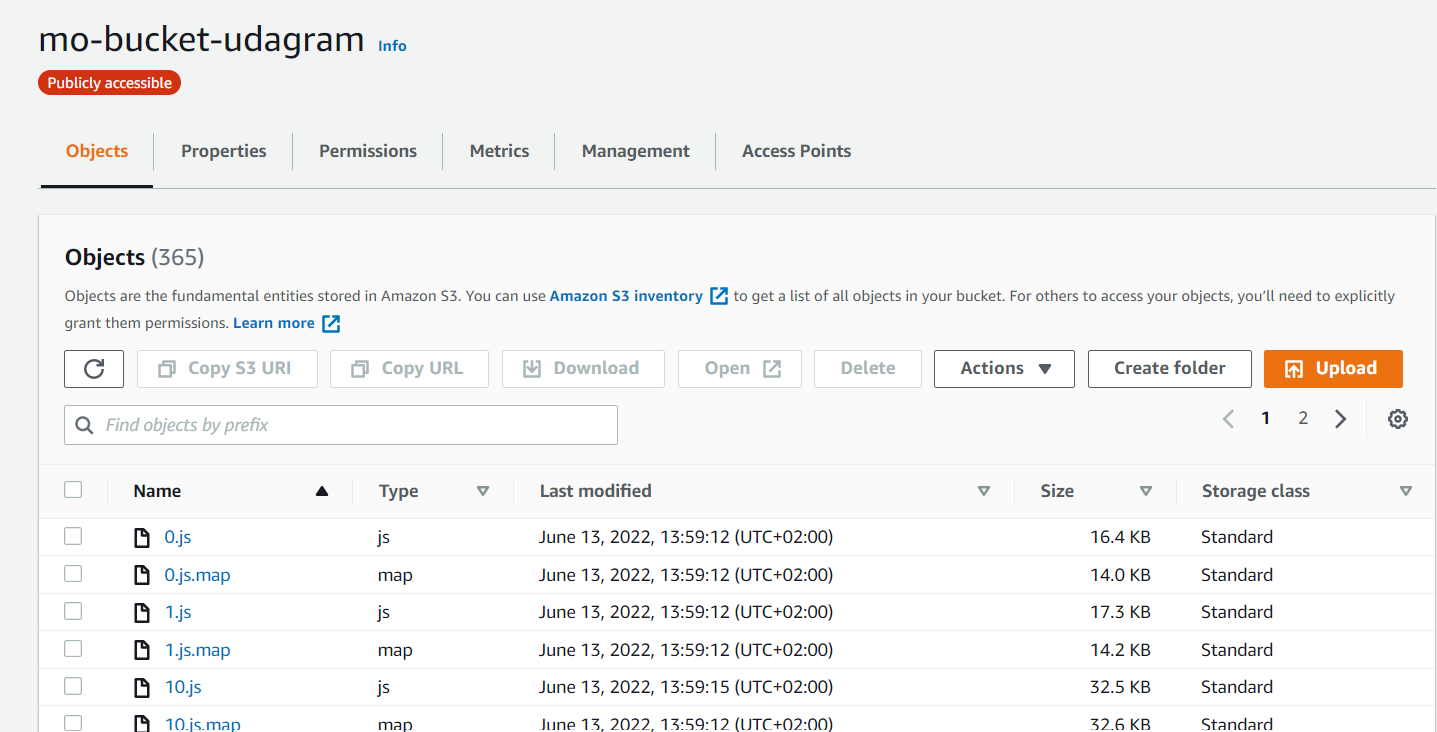 mo-bucket-udagram Info
Publicly accessible
Objects Properties Permissions Metrics Management Access Points
Objects (365)
Objects are the fundamental entities stored in Amazon S3. You can use Amazon S3 inventory to get a list of all objects in your bucket. For others to access your objects, you'll need to explicitly
grant them permissions. Learn more
Copy S3 URI Copy URL Download Open Delete Actions Create folder Upload
Find objects by prefix 1 2
Name Type Last modified Size Storage class
0.js js June 13, 2022, 13:59:12 (UTC+02:00) 16.4 KB Standard
0.js.map map June 13, 2022, 13:59:12 (UTC+02:00) 14.0 KB Standard
1.js js June 13, 2022, 13:59:12 (UTC+02:00) 17.3 KB Standard
1.js.map map June 13, 2022, 13:59:12 (UTC+02:00) 14.2 KB Standard
10.js js June 13, 2022, 13:59:15 (UTC+02:00) 32.5 KB Standard
10.js.map map June 13, 2022, 13:59:12 (UTC+02:00) 32.6 KB Standard